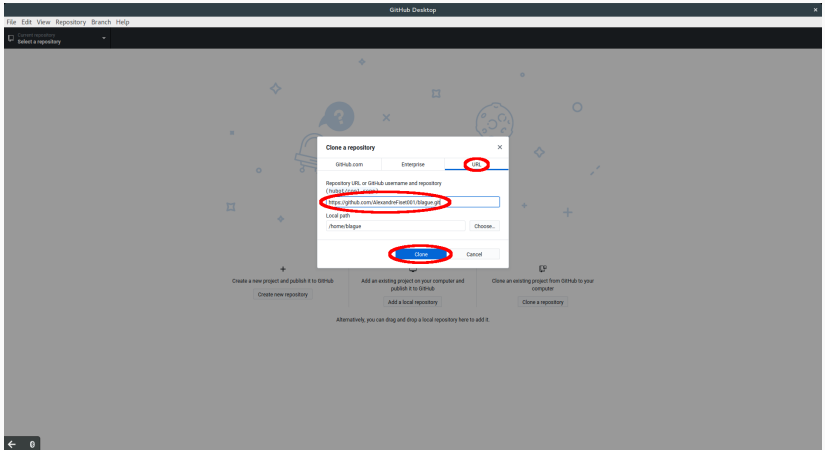 GitHub Desktop ×
File Edit View Repository Branch Help
Current repository
Select a repository
Clone a repository ×
GitHub.com Enterprise URL
Repository URL or GitHub username and repository
https://github.com/AlexandreFiset001/blague.git
Local path
/home/blague Choose...
Clone Cancel
Create a new project and publish it to GitHub
Create new repository
Add an existing project on your computer and
publish it to GitHub
Add a local repository
Clone an existing project from GitHub to your
computer
Clone a repository
Alternatively, you can drag and drop a local repository here to add it.